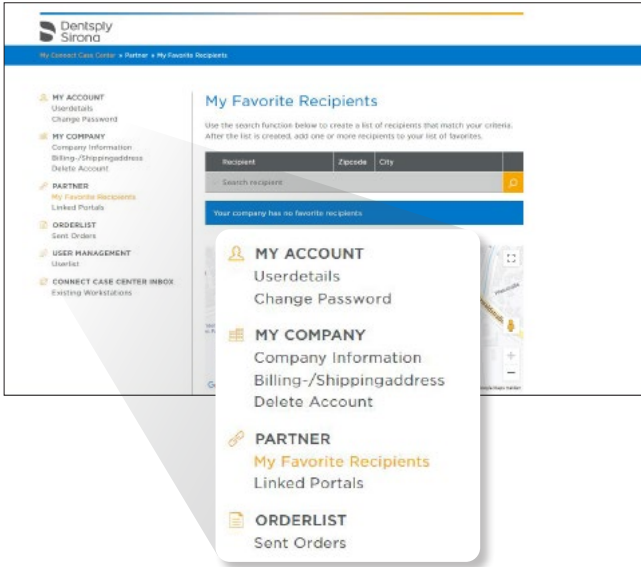 Dentsply
Sirona
My Connect Case Center » Partner » My Favorite Recipients
MY ACCOUNT
Userdetails
Change Password
MY COMPANY
Company Information
Billing-/Shippingaddress
Delete Account
PARTNER
My Favorite Recipients
Linked Portals
ORDERLIST
Sent Orders
USER MANAGEMENT
Userlist
CONNECT CASE CENTER INBOX
Existing Workstations
My Favorite Recipients
Use the search function below to create a list of recipients that match your criteria.
After the list is created, add one or more recipients to your list of favorites.
Recipient Zipcode City
Search recipient
Your company has no favorite recipients
MY ACCOUNT
Userdetails
Change Password
MY COMPANY
Company Information
Billing-/Shippingaddress
Delete Account
PARTNER
My Favorite Recipients
Linked Portals
ORDERLIST
Sent Orders